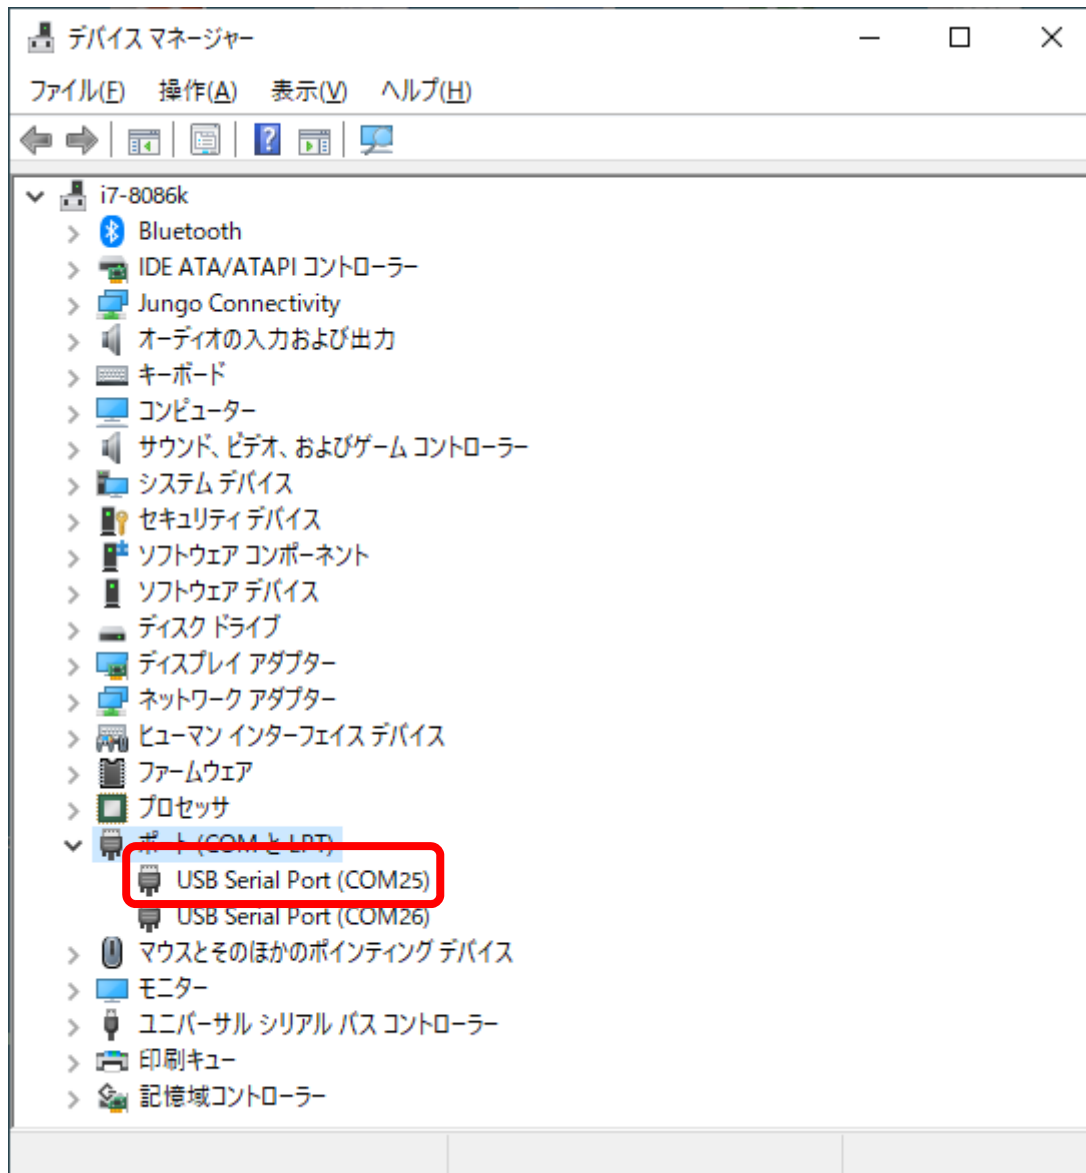 デバイス マネージャー
ファイル(F) 操作(A) 表示(V) ヘルプ(H)
i7-8086k
Bluetooth
IDE ATA/ATAPI コントローラー
Jungo Connectivity
オーディオの入力および出力
キーボード
コンピューター
サウンド、ビデオ、およびゲーム コントローラー
システム デバイス
セキュリティ デバイス
ソフトウェア コンポーネント
ソフトウェア デバイス
ディスク ドライブ
ディスプレイ アダプター
ネットワーク アダプター
ヒューマン インターフェイス デバイス
ファームウェア
プロセッサ
ポート (COM と LPT)
USB Serial Port (COM25)
USB Serial Port (COM26)
マウスとそのほかのポインティング デバイス
モニター
ユニバーサル シリアル バス コントローラー
印刷キュー
記憶域コントローラー